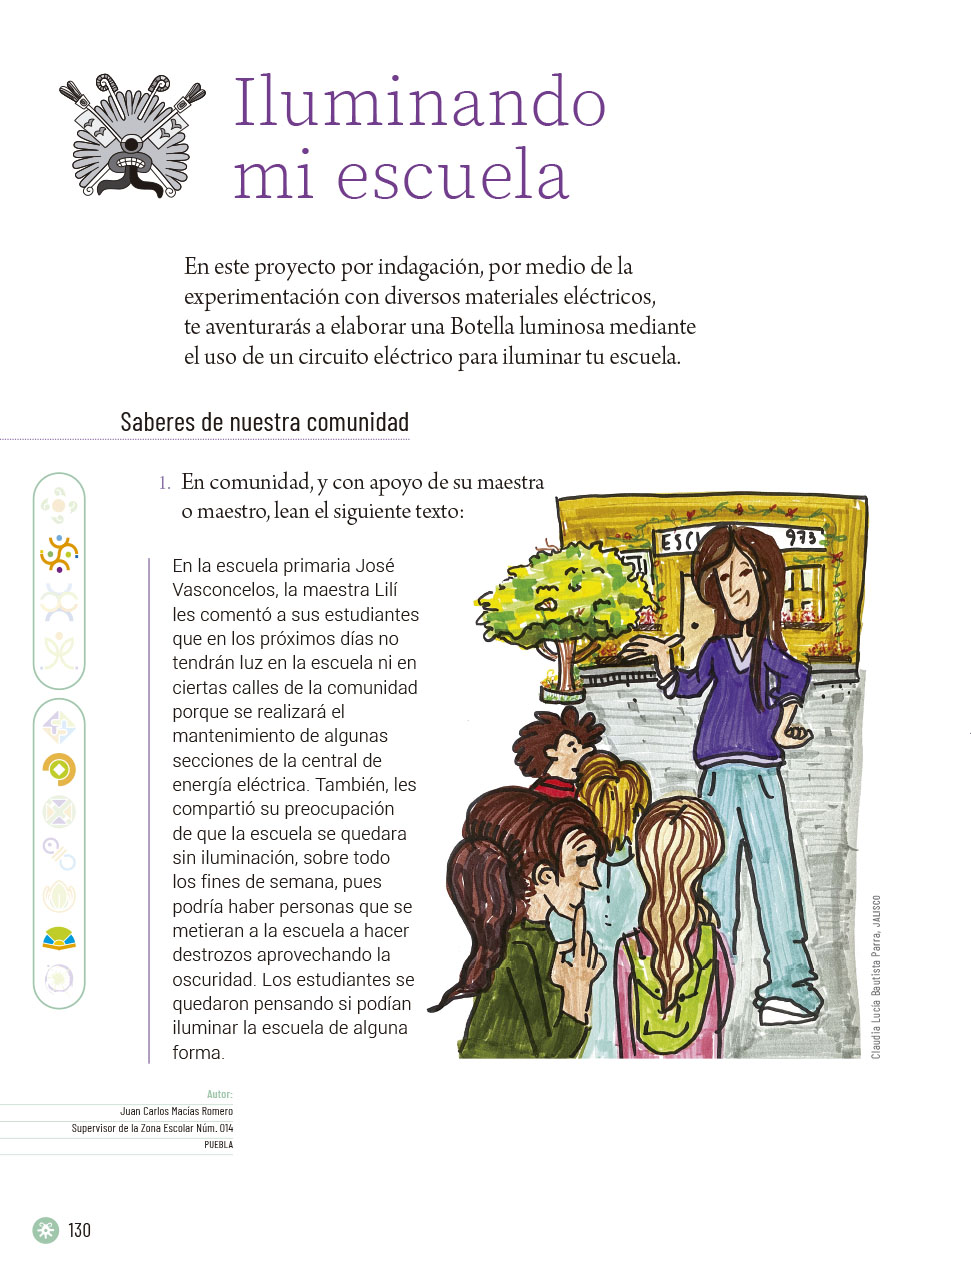 Iluminando
mi escuela
En este proyecto por indagación, por medio de la
experimentación con diversos materiales eléctricos,
te aventurarás a elaborar una Botella luminosa mediante
el uso de un circuito eléctrico para iluminar tu escuela.
Saberes de nuestra comunidad
1. En comunidad, y con apoyo de su maestra
o maestro, lean el siguiente texto:
En la escuela primaria José
Vasconcelos, la maestra Lilí
les comentó a sus estudiantes
que en los próximos días no
tendrán luz en la escuela ni en
ciertas calles de la comunidad
porque se realizará el
mantenimiento de algunas
secciones de la central de
energía eléctrica. También, les
compartió su preocupación
de que la escuela se quedara
sin iluminación, sobre todo
los fines de semana, pues
podría haber personas que se
metieran a la escuela a hacer
destrozos aprovechando la
oscuridad. Los estudiantes se
quedaron pensando si podían
iluminar la escuela de alguna
forma.
ESCU 973
Claudia Lucía Bautista Parra, JALISCO
Autor:
Juan Carlos Macías Romero
Supervisor de la Zona Escolar Núm. 014
PUEBLA
130